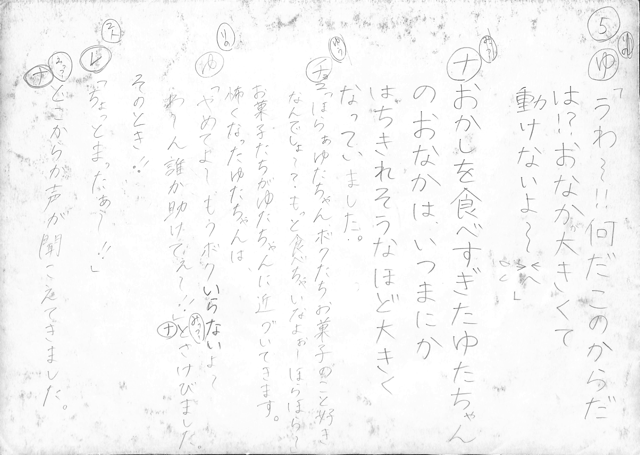 5
ゆ「うわ〜!!何だこのからだ
は!?おなか大きくて
動けないよ〜
」
ナ おかしを食べすぎたゆたちゃん
のおなかは、いつまにか
はちきれそうなほど大きく
なっていました。
チ「ほらぁゆたちゃんボクたちお菓子のこと好き
なんでしょ〜?もっと食べちゃいなよぉーほらほら?
お菓子たちがゆたちゃんに近づいてきます。
怖くなったゆたちゃんは
ゆ「やめてよ〜もうボクいらないよ〜
わ〜ん誰か助けてぇ〜!!」ナ とさけびました。
そのとき!!
「ちょっとまったぁ〜!!」
ナ どこからか声が聞こえてきました。